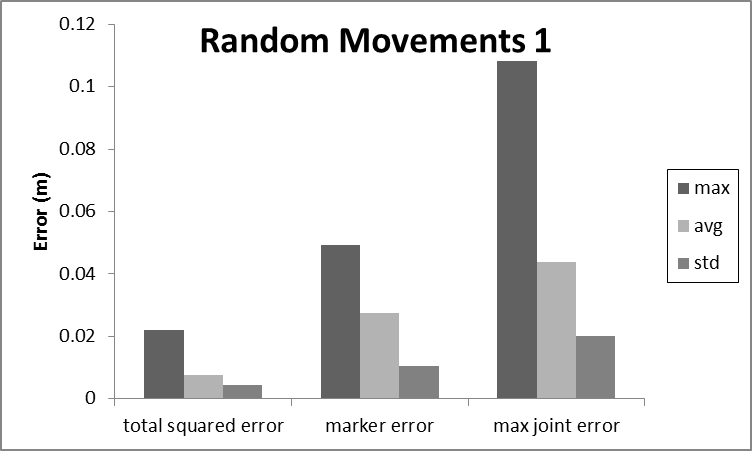 Random Movements 1
Error (m)
0.12
0.1
0.08
0.06
0.04
0.02
0
total squared error
marker error
max joint error
max
avg
std